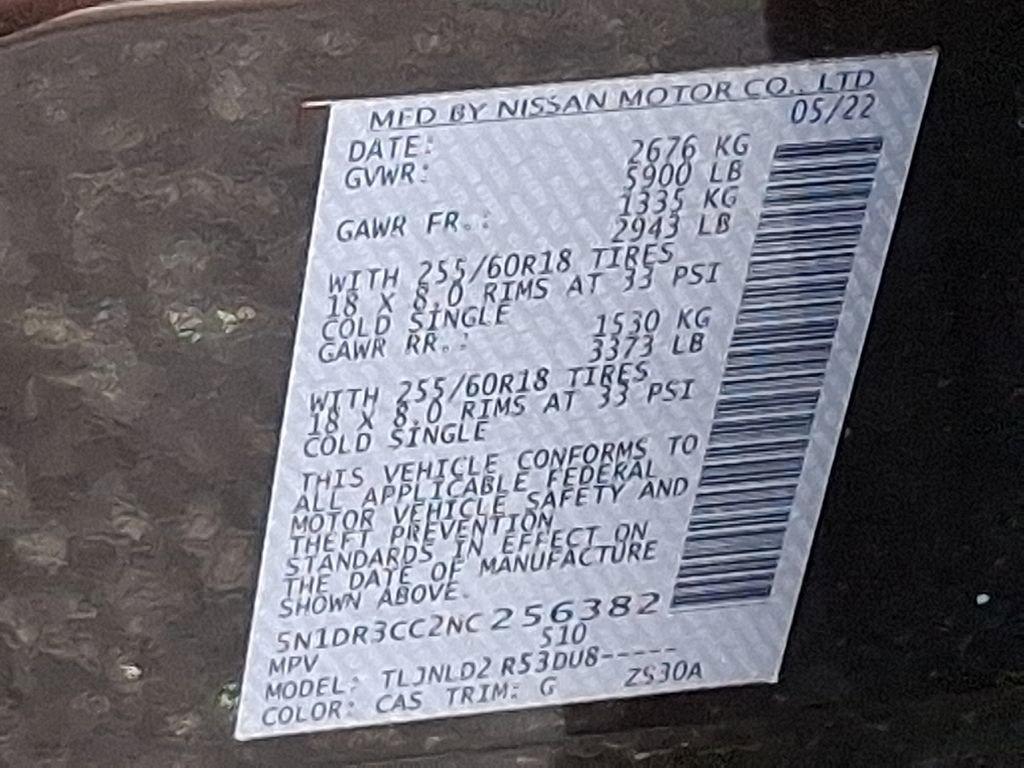 MFD BY NISSAN MOTOR CO., LTD
DATE: 05/22
GVWR: 2676 KG
5900 LB
1335 KG
GAWR FR.: 2943 LB
WITH 255/60R18 TIRES
18 X 8.0 RIMS AT 33 PSI
COLD SINGLE 1530 KG
GAWR RR.: 3373 LB
WITH 255/60R18 TIRES
18 X 8.0 RIMS AT 33 PSI
COLD SINGLE
THIS VEHICLE CONFORMS TO
ALL APPLICABLE FEDERAL
MOTOR VEHICLE SAFETY AND
THEFT PREVENTION
STANDARDS IN EFFECT ON
THE DATE OF MANUFACTURE
SHOWN ABOVE.
5N1DR3CC2NC256382
MPV S10
MODEL: TLJNLD2 R53DU8-----
COLOR: CAS TRIM: G ZS30A